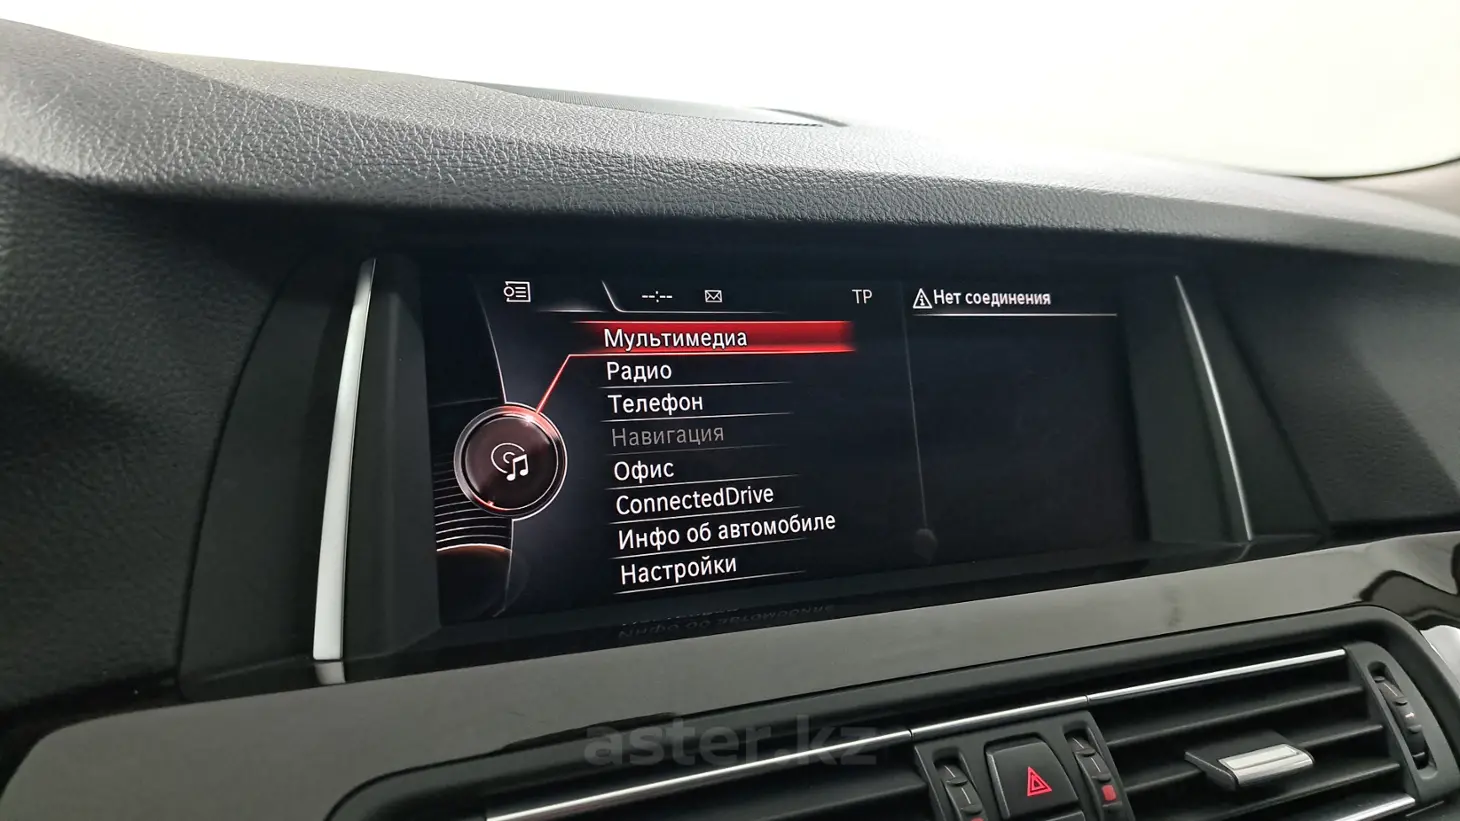 --:-- TP
Нет соединения
Мультимедиа
Радио
Телефон
Навигация
Офис
ConnectedDrive
Инфо об автомобиле
Настройки
aster.kz